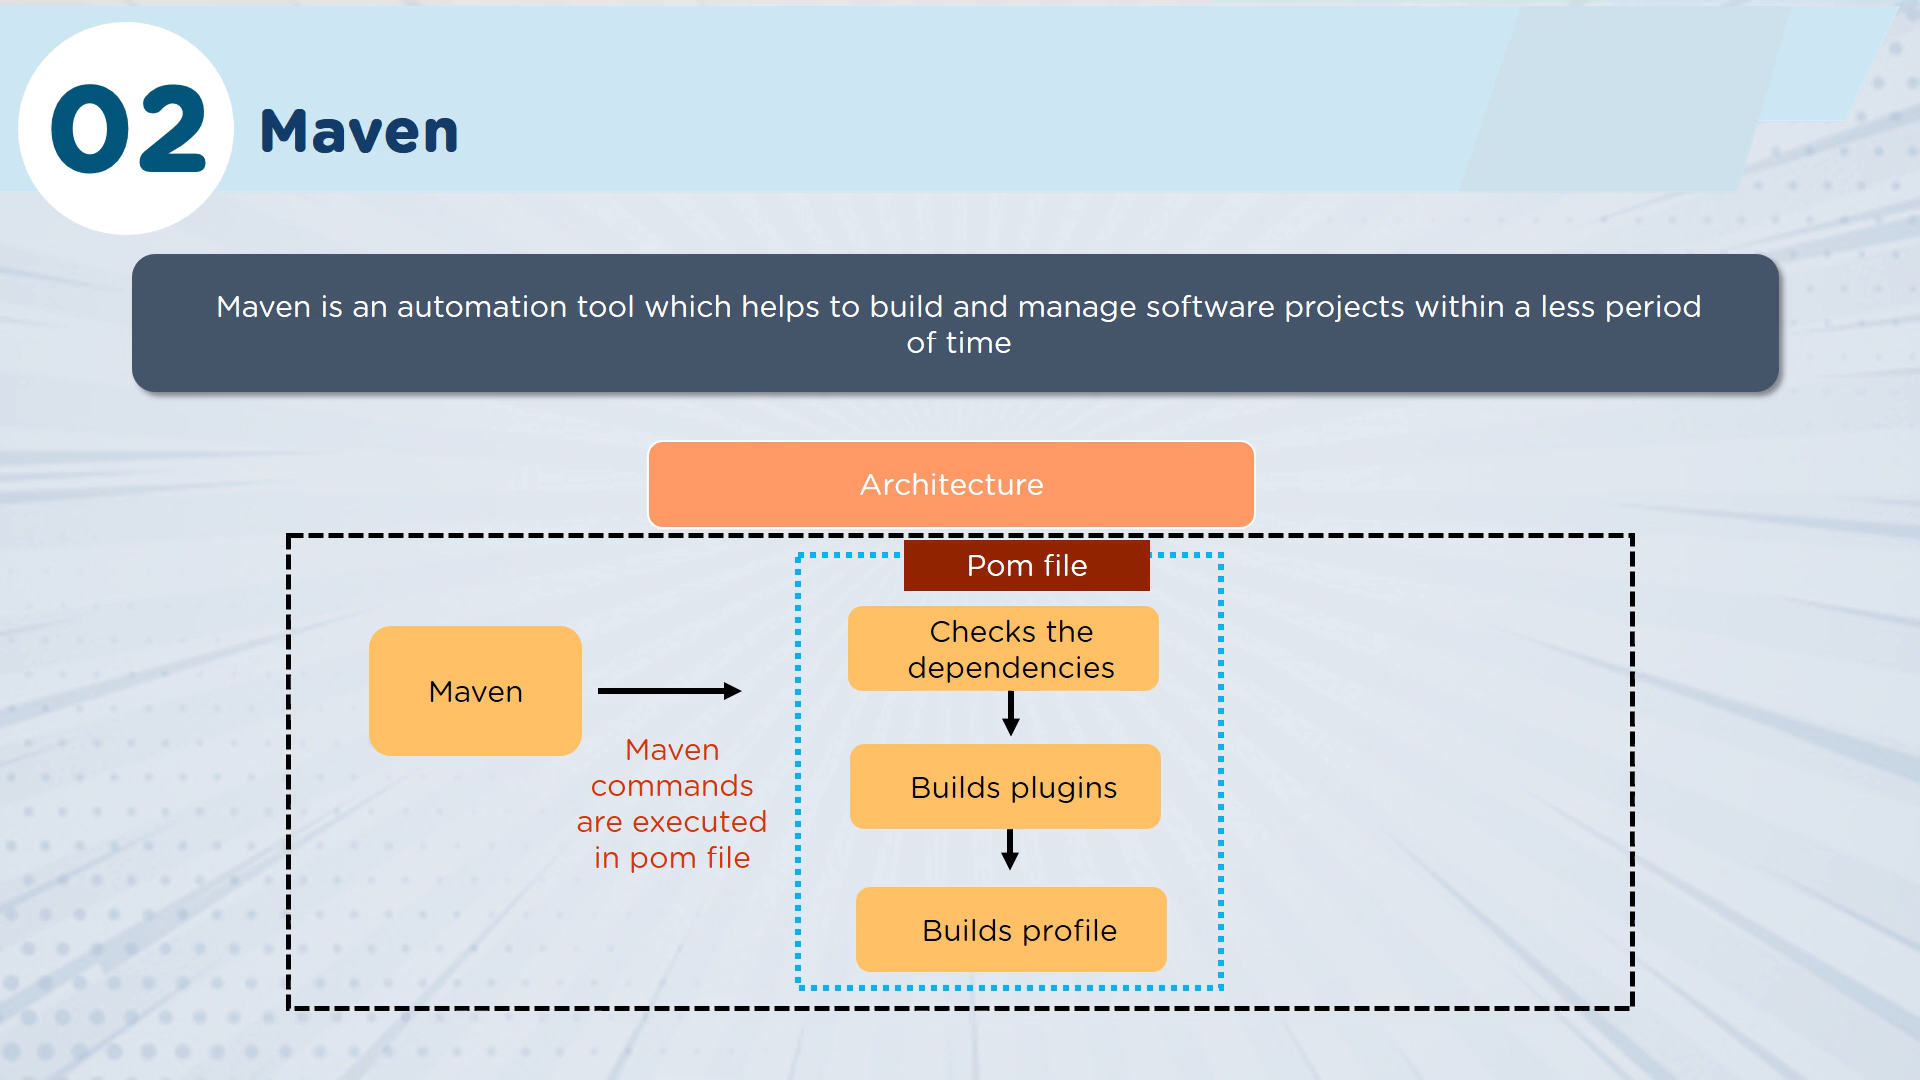 02
Maven
Maven is an automation tool which helps to build and manage software projects within a less period
of time
Architecture
Pom file
Checks the
dependencies
Maven
Maven
commands
are executed
in pom file
Builds plugins
Builds profile